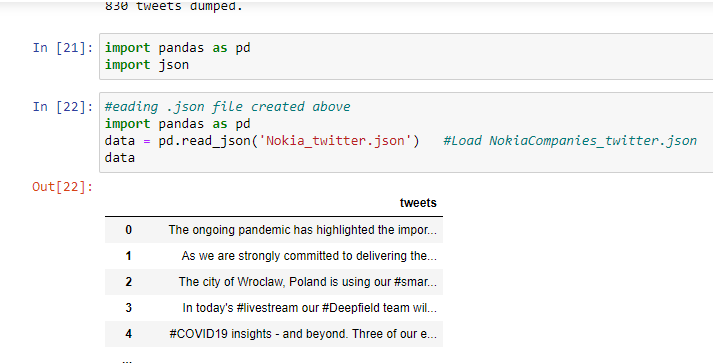 830 tweets dumped.
In [21]: import pandas as pd
import json
In [22]: #eading .json file created above
import pandas as pd
data = pd.read_json('Nokia_twitter.json')   #Load NokiaCompanies_twitter.json
data
Out[22]:
tweets
0 The ongoing pandemic has highlighted the impor...
1 As we are strongly committed to delivering the...
2 The city of Wroclaw, Poland is using our #smar...
3 In today's #livestream our #Deepfield team wil...
4 #COVID19 insights - and beyond. Three of our e...
...